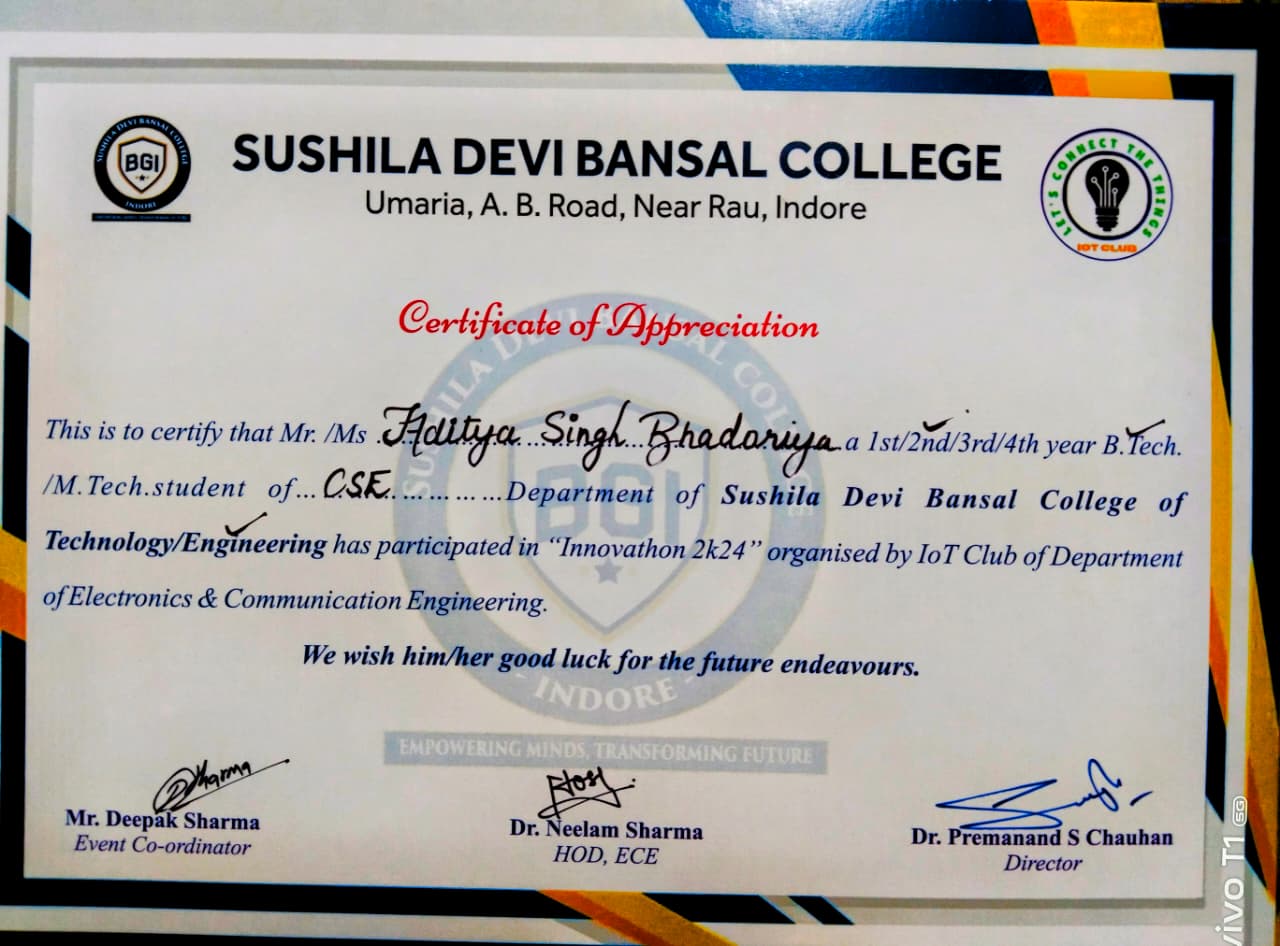 SUSHILA DEVI BANSAL COLLEGE
BGI
INDORE
SUSHILA DEVI BANSAL COLLEGE
Umaria, A. B. Road, Near Rau, Indore
LET'S CONNECT THE THINGS
IOT CLUB
Certificate of Appreciation
This is to certify that Mr. /Ms .Aditya Singh Bhadoriya a 1st/2nd/3rd/4th year B.Tech.
/M.Tech.student of...CSE.............Department of Sushila Devi Bansal College of
Technology/Engineering has participated in “Innovathon 2k24” organised by IoT Club of Department
of Electronics & Communication Engineering.
We wish him/her good luck for the future endeavours.
SUSHILA DEVI BANSAL COLLEGE
BGI
- INDORE -
EMPOWERING MINDS, TRANSFORMING FUTURE
DSharma
Mr. Deepak Sharma
Event Co-ordinator
Dr. Neelam Sharma
HOD, ECE
Dr. Premanand S Chauhan
Director
vivo T1 5G